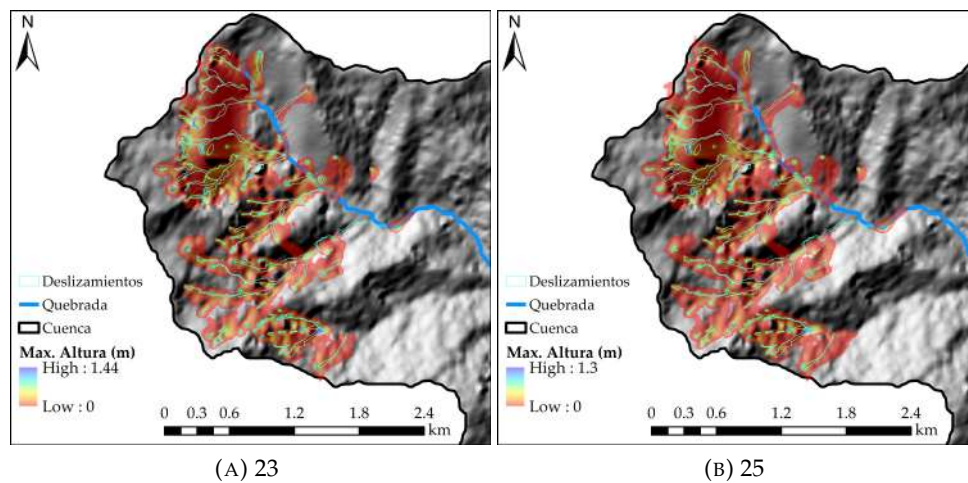 N
Deslizamientos
Quebrada
Cuenca
Max. Altura (m)
High : 1.44
Low : 0
0 0.3 0.6 1.2 1.8 2.4
km
(A) 23
N
Deslizamientos
Quebrada
Cuenca
Max. Altura (m)
High : 1.3
Low : 0
0 0.3 0.6 1.2 1.8 2.4
km
(B) 25